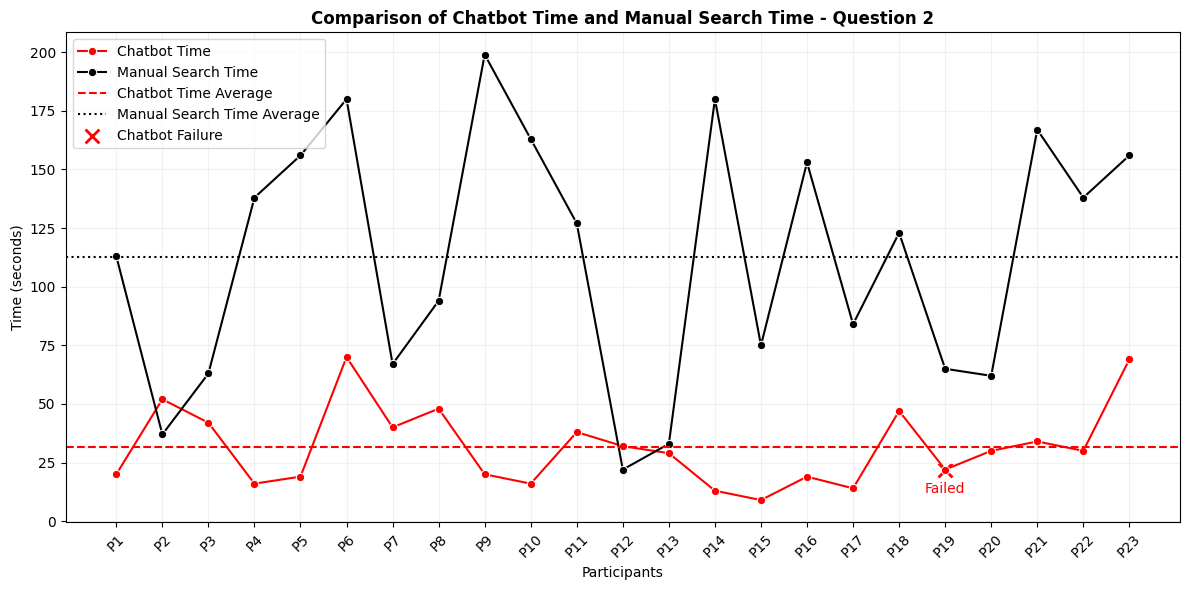 Comparison of Chatbot Time and Manual Search Time - Question 2
Chatbot Time
Manual Search Time
Chatbot Time Average
Manual Search Time Average
Chatbot Failure
200
175
150
125
100
75
50
25
0
Time (seconds)
Failed
P1
P2
P3
P4
P5
P6
P7
P8
P9
P10
P11
P12
P13
P14
P15
P16
P17
P18
P19
P20
P21
P22
P23
Participants